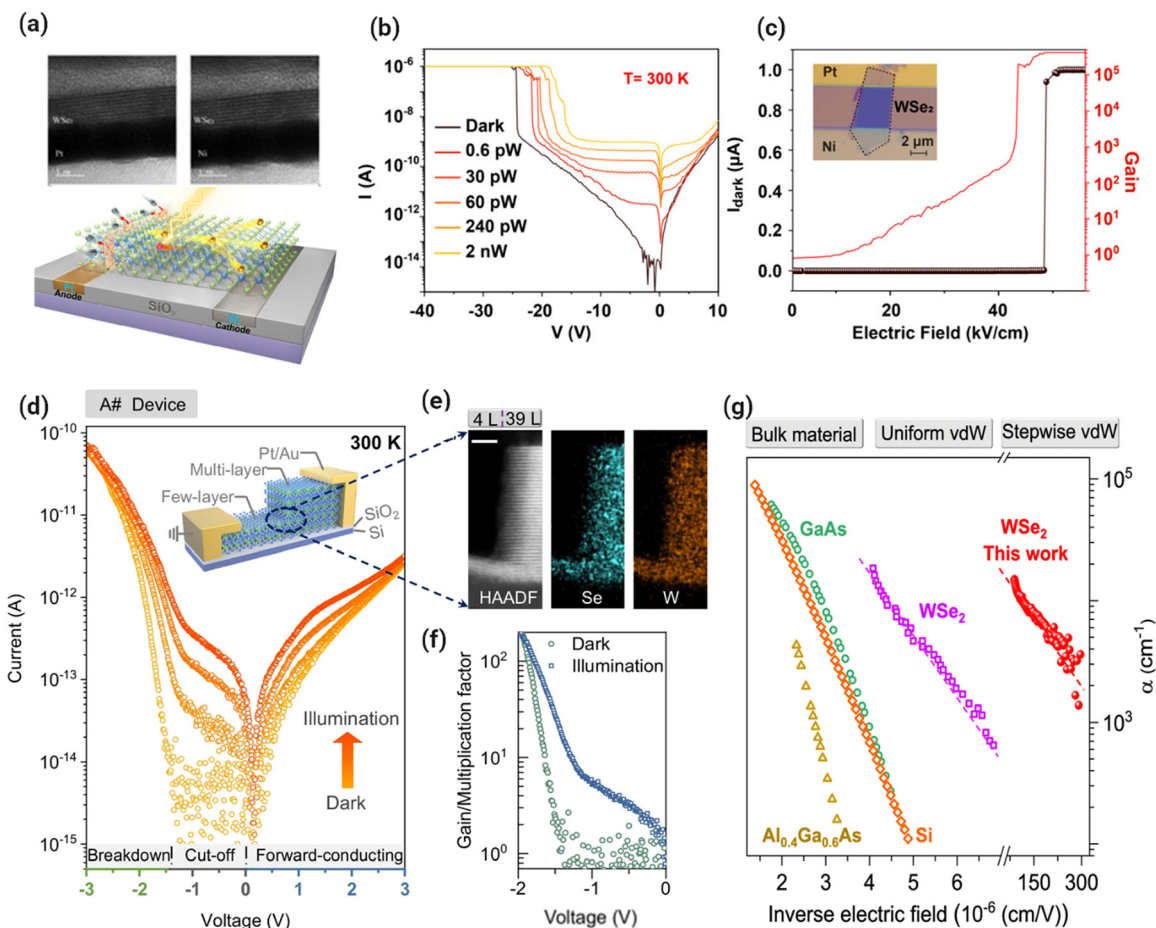 (a)
WSe₂
Pt
WSe₂
Ni
Pt
Anode
SiO₂
Ni
Cathode
(b)
I (A)
10⁻⁶
10⁻⁸
10⁻¹⁰
10⁻¹²
10⁻¹⁴
T= 300 K
Dark
0.6 pW
30 pW
60 pW
240 pW
2 nW
-40 -30 -20 -10 0 10
V (V)
(c)
I_dark (µA)
1.0
0.8
0.6
0.4
0.2
0.0
Pt
WSe₂
Ni
2 µm
10⁵
10⁴
10³
10²
10¹
10⁰
Gain
0 20 40
Electric Field (kV/cm)
(d)
A# Device
Current (A)
10⁻¹⁰
10⁻¹¹
10⁻¹²
10⁻¹³
10⁻¹⁴
10⁻¹⁵
300 K
Pt/Au
Multi-layer
Few-layer
SiO₂
Si
Illumination
Dark
Breakdown Cut-off Forward-conducting
-3 -2 -1 0 1 2 3
Voltage (V)
(e)
4 L 39 L
HAADF
Se
W
(f)
Gain/Multiplication factor
10²
10¹
10⁰
Dark
Illumination
-2 -1 0
Voltage (V)
(g)
Bulk material Uniform vdW Stepwise vdW
10⁵
10³
α (cm⁻¹)
GaAs
WSe₂
WSe₂
This work
Al₀.₄Ga₀.₆As
Si
2 3 4 5 6 150 300
Inverse electric field (10⁻⁶ (cm/V))